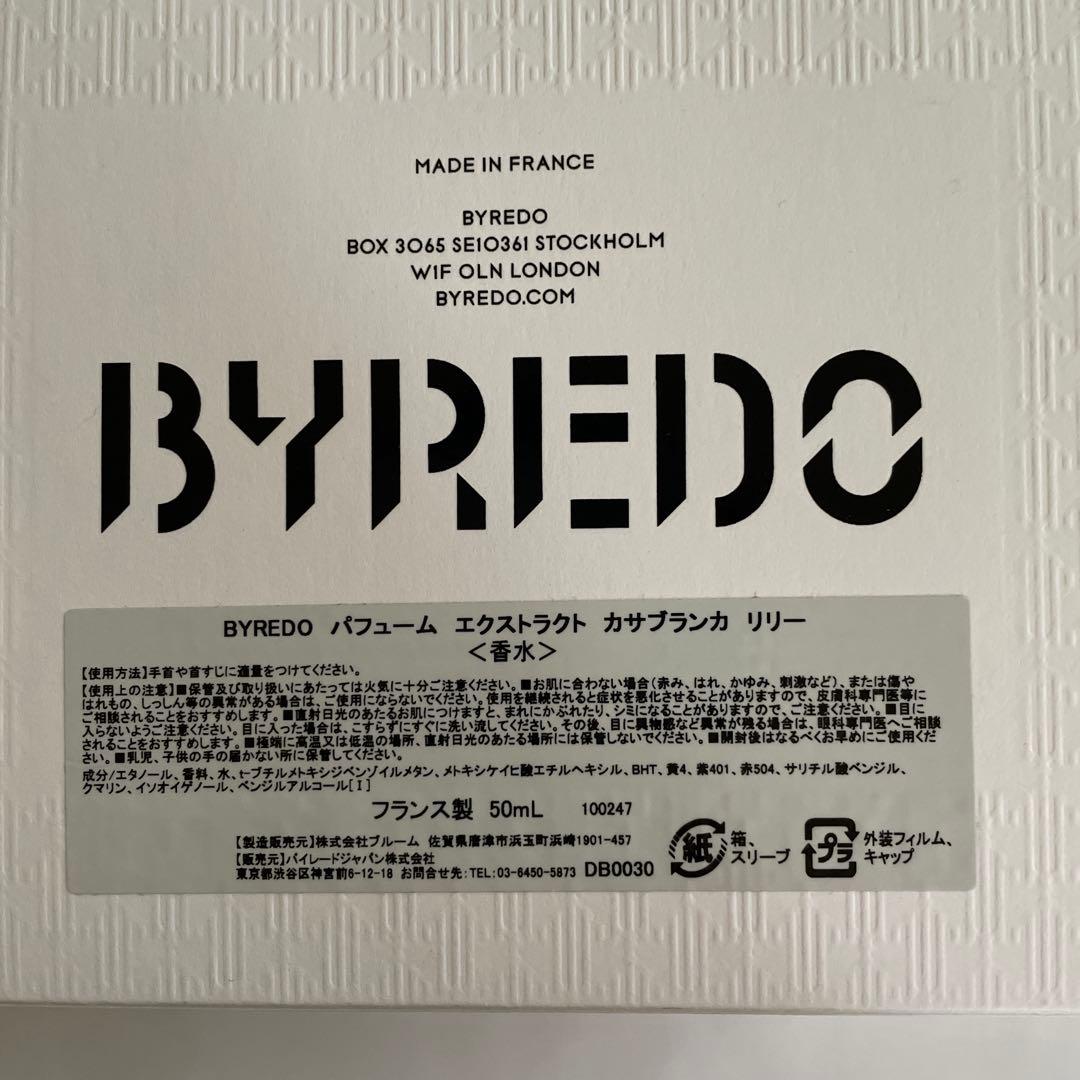 MADE IN FRANCE
BYREDO
BOX 3065 SE10361 STOCKHOLM
W1F OLN LONDON
BYREDO.COM
BYREDO
BYREDO パフューム エクストラクト カサブランカ リリー
＜香水＞
【使用方法】手首や首すじに適量をつけてください。
【使用上の注意】■保管及び取り扱いにあたっては火気に十分ご注意ください。■お肌に合わない場合(赤み、はれ、かゆみ、刺激など)、または傷や
はれもの、しっしん等の異常がある場合は、ご使用にならないでください。使用を継続されると症状を悪化させることがありますので、皮膚科専門医等に
ご相談されることをおすすめします。■直射日光のあたるお肌につけますと、まれにかぶれたり、シミになることがありますので、ご注意ください。■目に
入らないようご注意ください。目に入った場合は、こすらずにすぐに洗い流してください。その後、目に異物感など異常が残る場合は、眼科専門医へご相談
されることをおすすめします。■極端に高温又は低温の場所、直射日光のあたる場所には保管しないでください。■開封後はなるべくお早めにご使用くだ
さい。■乳児、子供の手の届かない所に保管してください。
成分/エタノール、香料、水、t-ブチルメトキシジベンゾイルメタン、メトキシケイヒ酸エチルヘキシル、BHT、黄4、紫401、赤504、サリチル酸ベンジル、
クマリン、イソオイゲノール、ベンジルアルコール[I]
フランス製 50mL 100247
【製造販売元】株式会社ブルーム 佐賀県唐津市浜玉町浜崎1901-457
【販売元】バイレードジャパン株式会社
東京都渋谷区神宮前6-12-18 お問合せ先:TEL:03-6450-5873 DB0030
紙 箱、
スリーブ
プラ 外装フィルム、
キャップ